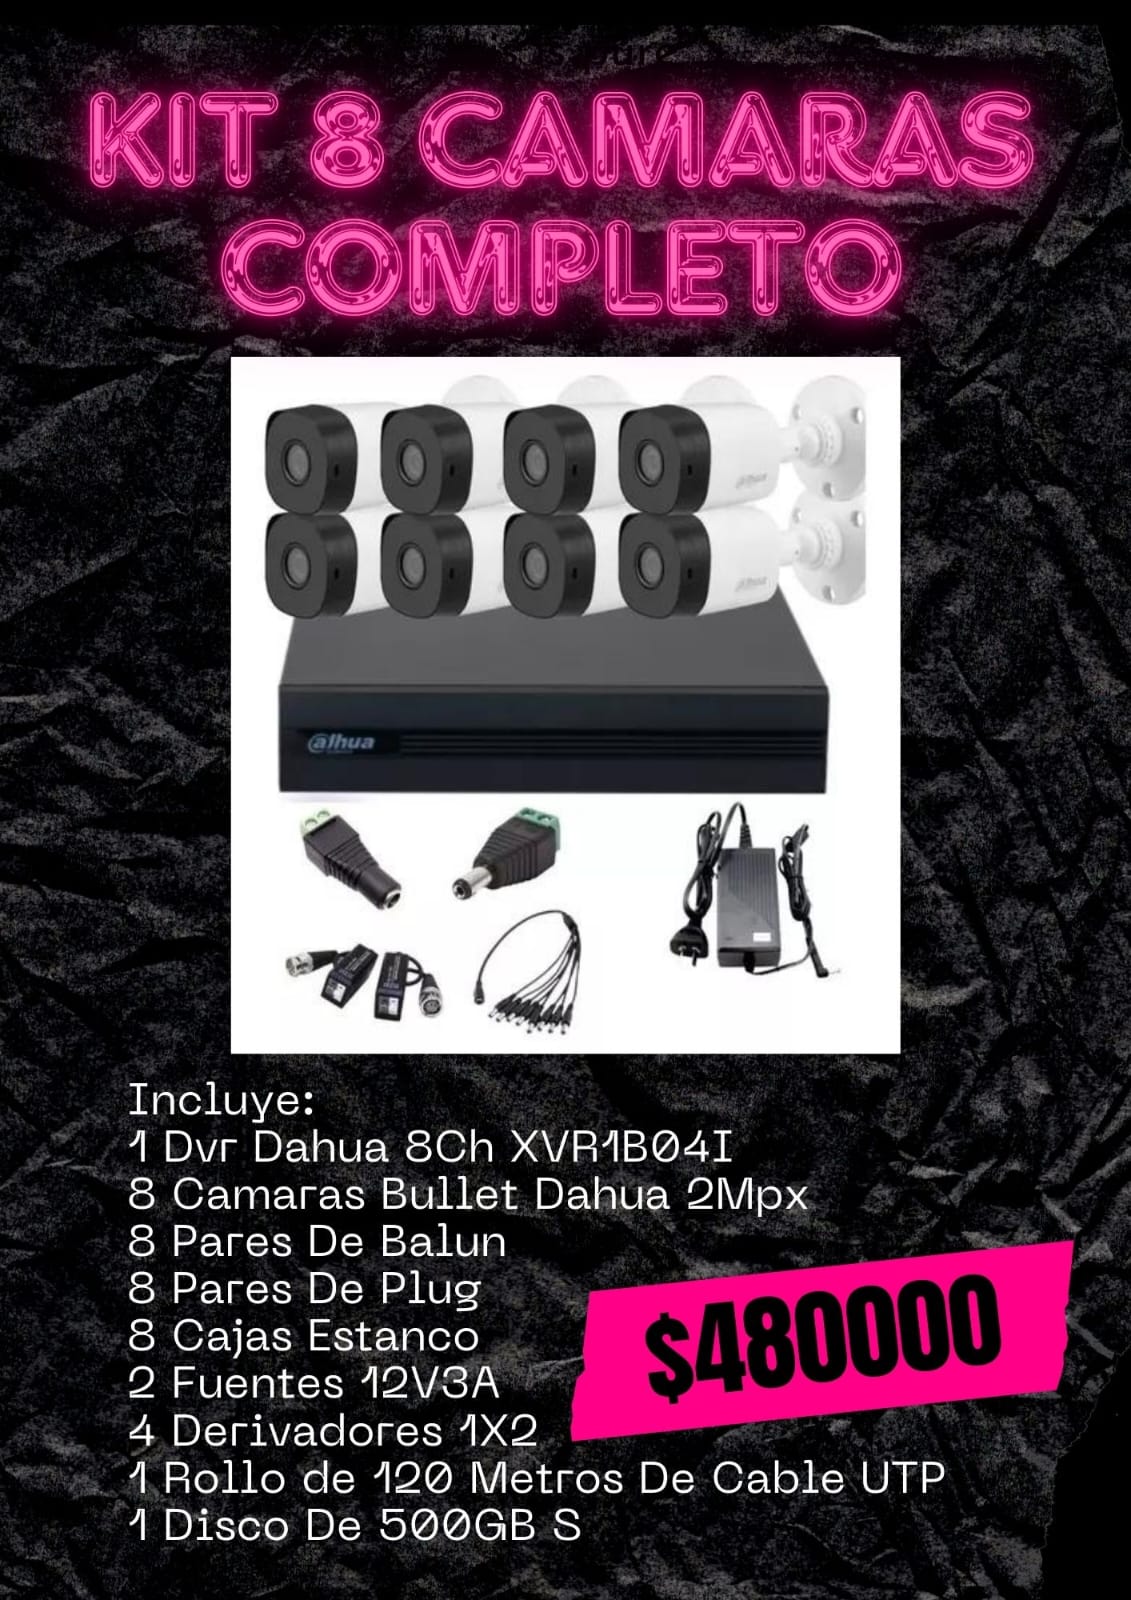 KIT 8 CAMARAS
COMPLETO
alhua
alhua
alhua
Incluye:
1 Dvr Dahua 8Ch XVR1B04I
8 Camaras Bullet Dahua 2Mpx
8 Pares De Balun
8 Pares De Plug
8 Cajas Estanco
2 Fuentes 12V3A
$480000
4 Derivadores 1X2
1 Rollo de 120 Metros De Cable UTP
1 Disco De 500GB S